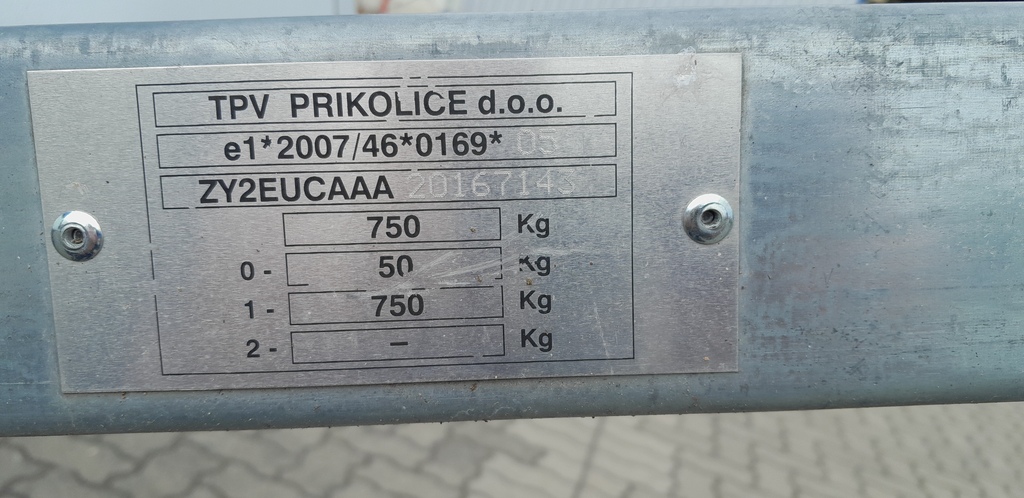 TPV PRIKOLICE d.o.o.
e1*2007/46*0169* 05
ZY2EUCAAA 20167143
750 Kg
0 - 50 Kg
1 - 750 Kg
2 - – Kg